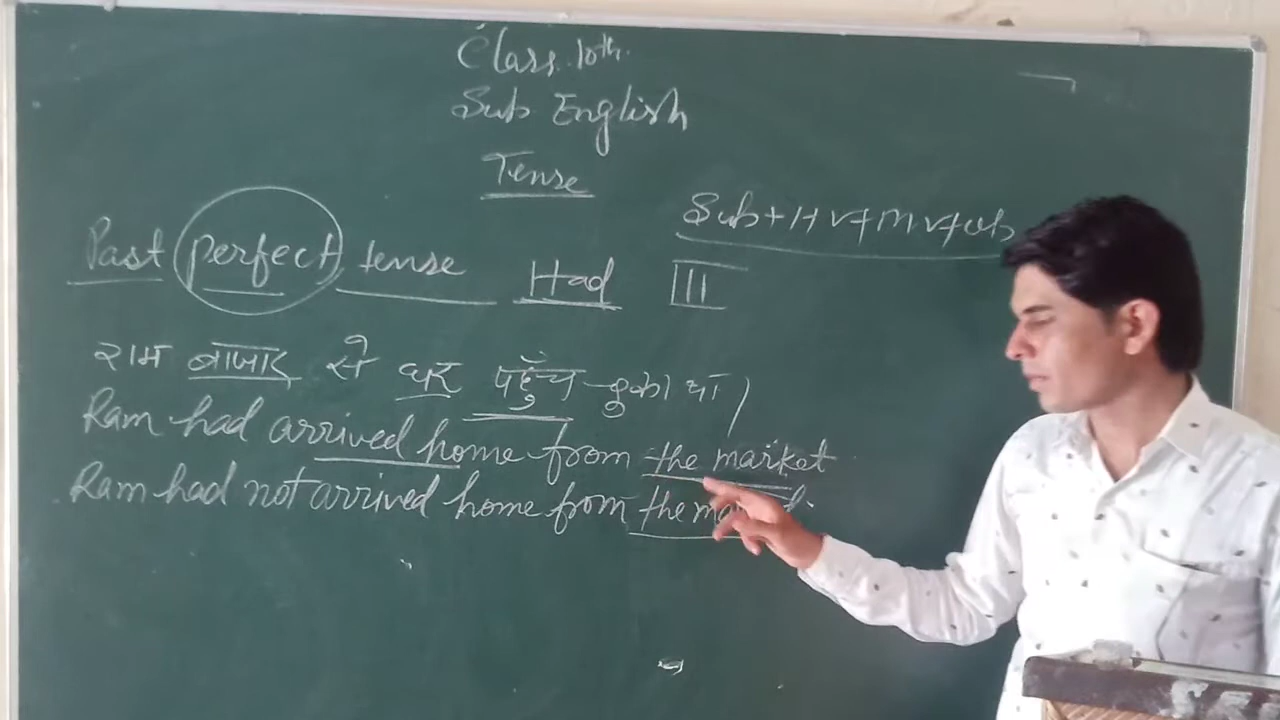 Class 10th.
Sub English
Tense
Sub + H v + M v + ob
Past perfect tense Had III
राम बाजार से घर पहुँच चुका था।
Ram had arrived home from the market
Ram had not arrived home from the